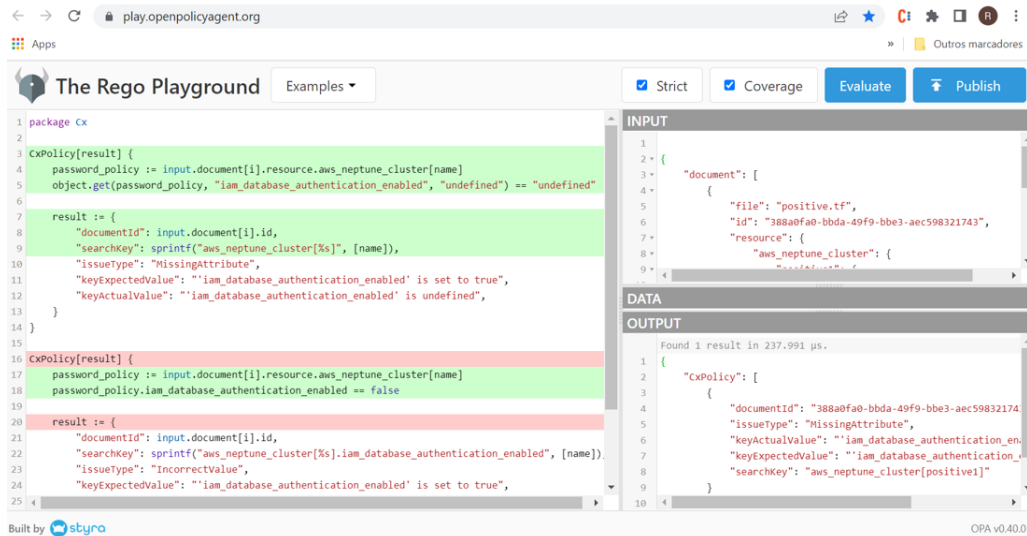 play.openpolicyagent.org
R
Apps
»
Outros marcadores
The Rego Playground
Examples
Strict
Coverage
Evaluate
Publish
1 package Cx
2
3 CxPolicy[result] {
4 password_policy := input.document[i].resource.aws_neptune_cluster[name]
5 object.get(password_policy, "iam_database_authentication_enabled", "undefined") == "undefined"
6
7 result := {
8 "documentId": input.document[i].id,
9 "searchKey": sprintf("aws_neptune_cluster[%s]", [name]),
10 "issueType": "MissingAttribute",
11 "keyExpectedValue": "'iam_database_authentication_enabled' is set to true",
12 "keyActualValue": "'iam_database_authentication_enabled' is undefined",
13 }
14 }
15
16 CxPolicy[result] {
17 password_policy := input.document[i].resource.aws_neptune_cluster[name]
18 password_policy.iam_database_authentication_enabled == false
19
20 result := {
21 "documentId": input.document[i].id,
22 "searchKey": sprintf("aws_neptune_cluster[%s].iam_database_authentication_enabled", [name])
23 "issueType": "IncorrectValue",
24 "keyExpectedValue": "'iam_database_authentication_enabled' is set to true",
25
INPUT
1
2 {
3 "document": [
4 {
5 "file": "positive.tf",
6 "id": "388a0fa0-bbda-49f9-bbe3-aec598321743",
7 "resource": {
8 "aws_neptune_cluster": {
9
DATA
OUTPUT
Found 1 result in 237.991 µs.
1 {
2 "CxPolicy": [
3 {
4 "documentId": "388a0fa0-bbda-49f9-bbe3-aec59832174
5 "issueType": "MissingAttribute",
6 "keyActualValue": "'iam_database_authentication_en
7 "keyExpectedValue": "'iam_database_authentication_
8 "searchKey": "aws_neptune_cluster[positive1]"
9 }
10
Built by styra
OPA v0.40.0